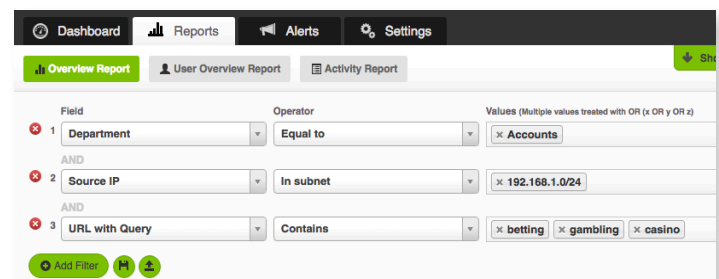 Dashboard Reports Alerts Settings
Overview Report User Overview Report Activity Report
Field Operator Values (Multiple values treated with OR (x OR y OR z)
1 Department Equal to × Accounts
AND
2 Source IP In subnet × 192.168.1.0/24
AND
3 URL with Query Contains × betting × gambling × casino
Add Filter